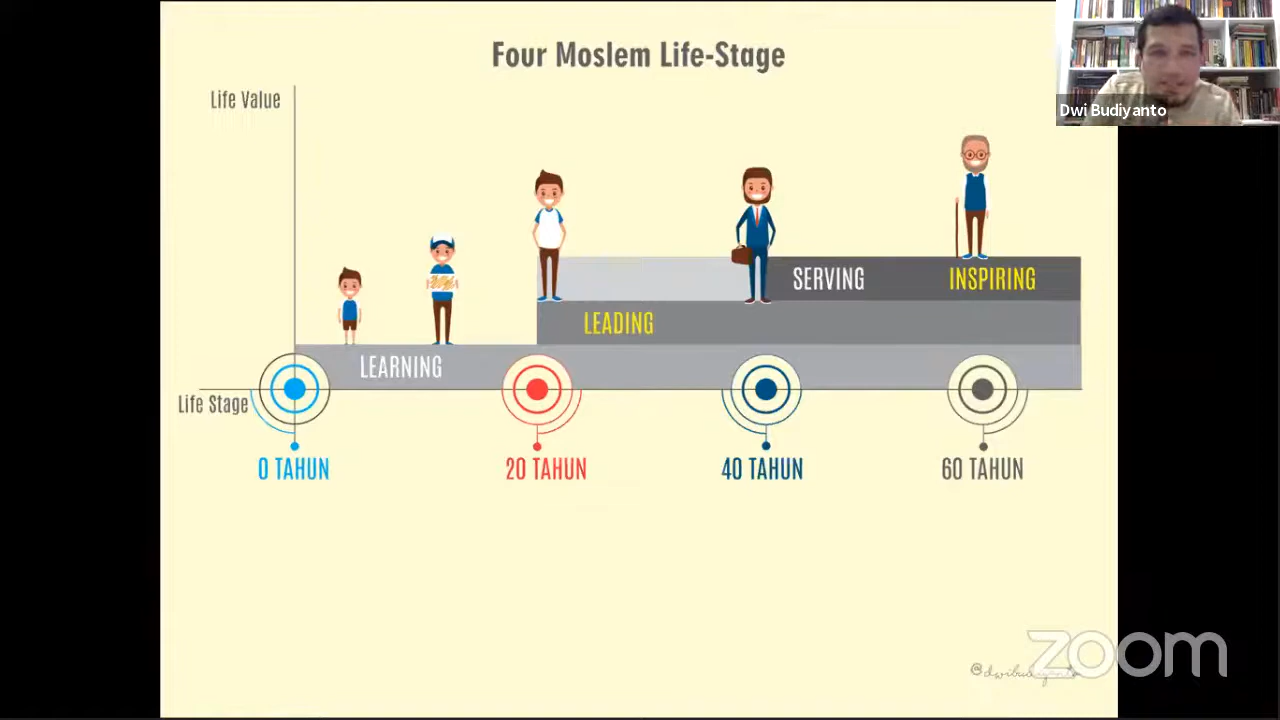 Four Moslem Life-Stage
Dwi Budiyanto
Life Value
SERVING
INSPIRING
LEADING
LEARNING
Life Stage
0 TAHUN
20 TAHUN
40 TAHUN
60 TAHUN
zoom
@dwibudiyanto